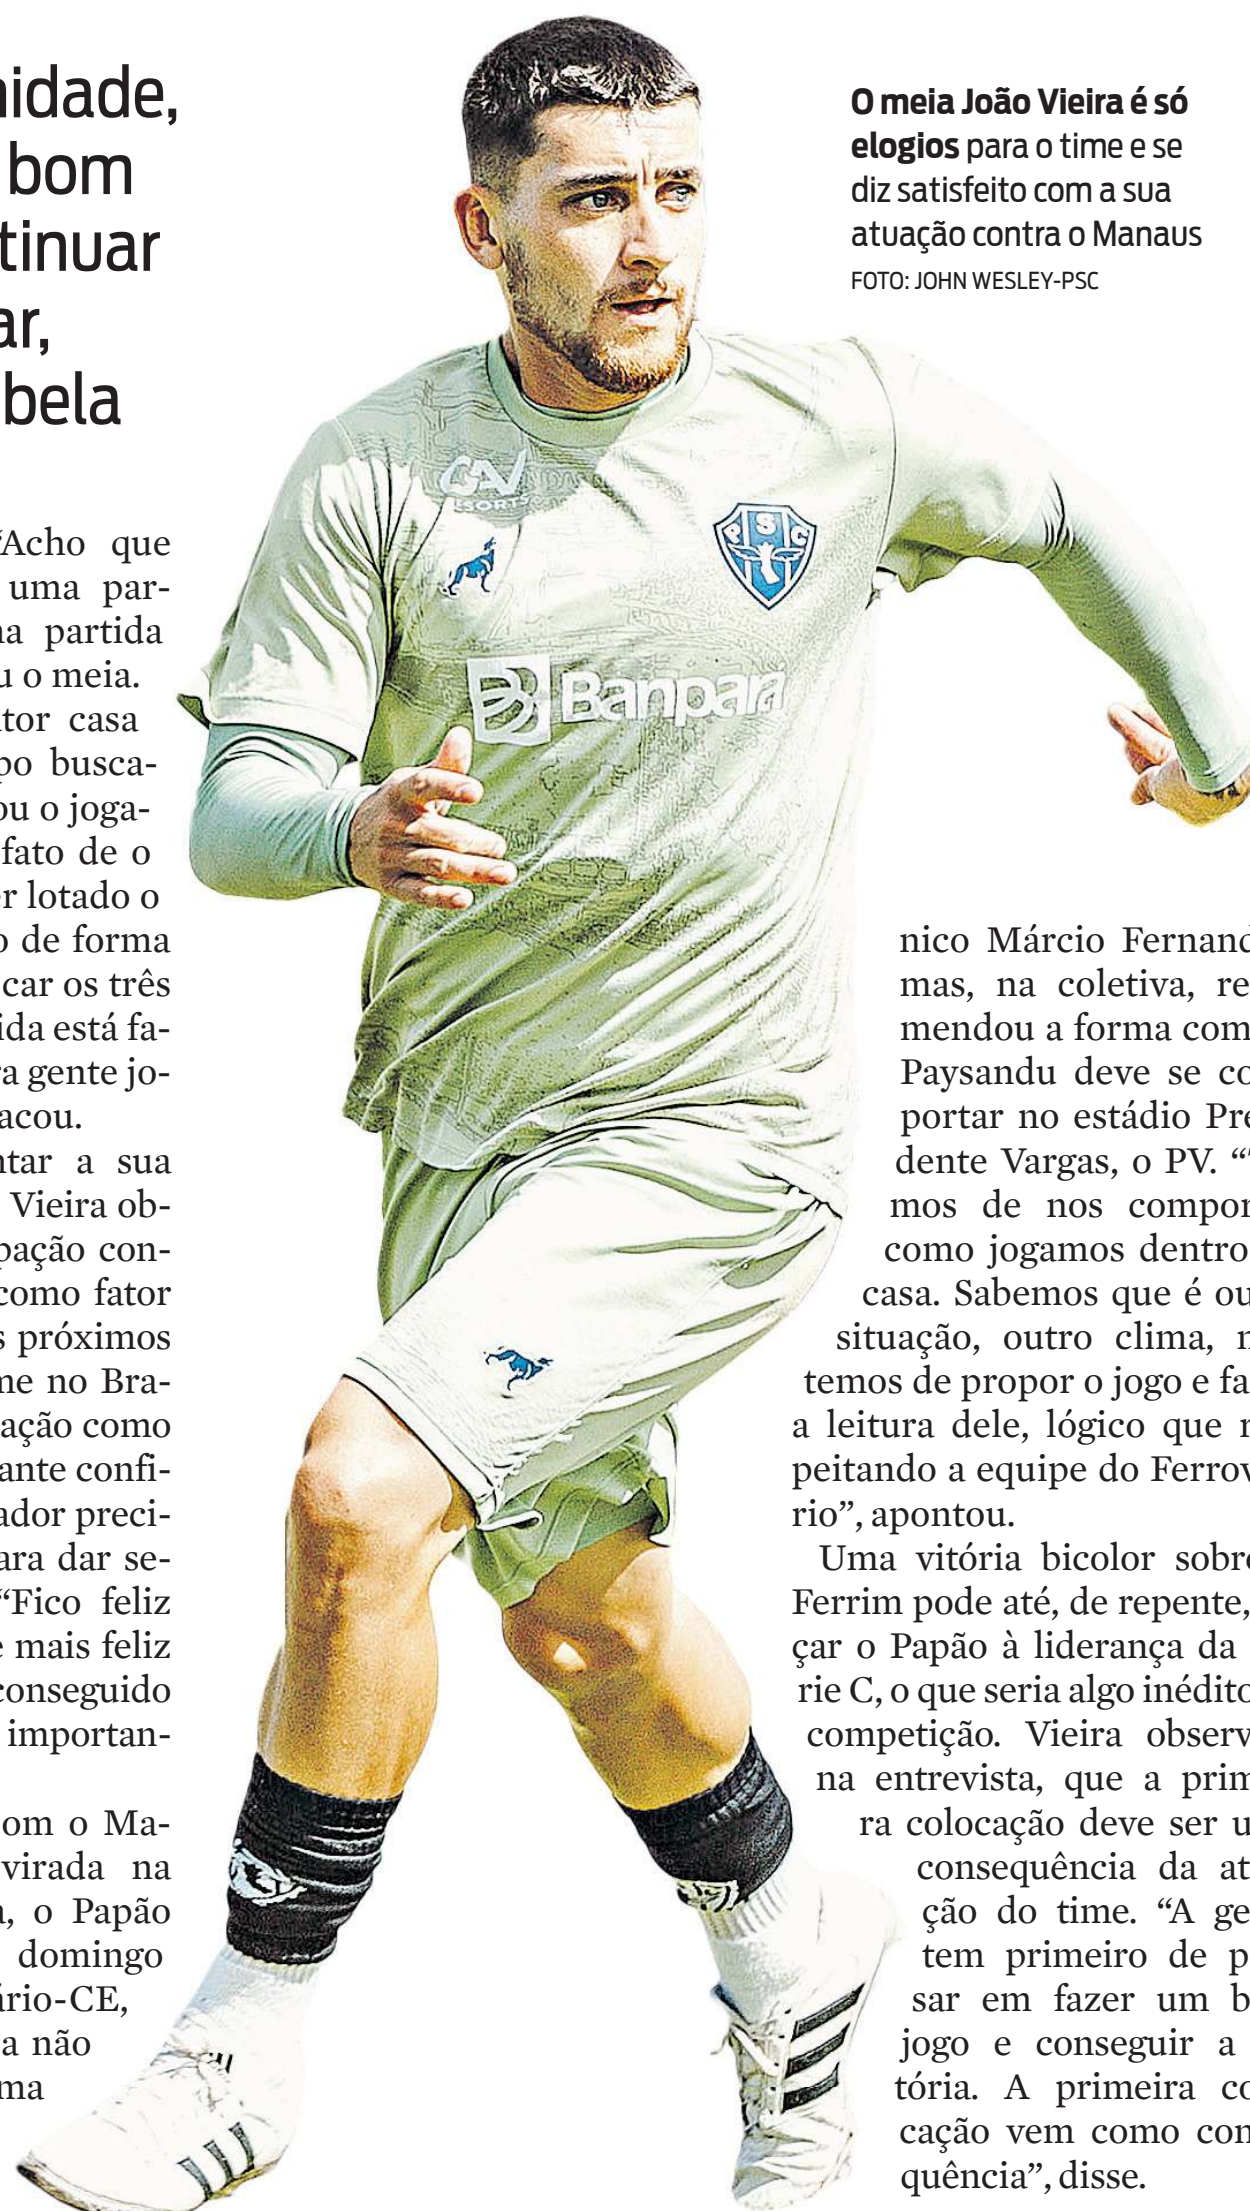 nidade,
bom
tinuar
ar,
bela
“Acho que
uma par-
na partida
u o meia.
tor casa
po busca-
ou o joga-
fato de o
er lotado o
o de forma
car os três
ida está fa-
ra gente jo-
acou.
ntar a sua
Vieira ob-
pação con-
como fator
s próximos
me no Bra-
ação como
ante confi-
ador preci-
ara dar se-
“Fico feliz
e mais feliz
conseguido
importan-
om o Ma-
virada na
a, o Papão
domingo
ário-CE,
a não
ma
O meia João Vieira é só
elogios para o time e se
diz satisfeito com a sua
atuação contra o Manaus
FOTO: JOHN WESLEY-PSC
GAV
RESORTS
PSC
Banpará
nico Márcio Fernand
mas, na coletiva, re
mendou a forma com
Paysandu deve se co
portar no estádio Pre
dente Vargas, o PV. “T
mos de nos compor
como jogamos dentro
casa. Sabemos que é ou
situação, outro clima, m
temos de propor o jogo e fa
a leitura dele, lógico que r
peitando a equipe do Ferrov
rio”, apontou.
Uma vitória bicolor sobre
Ferrim pode até, de repente,
çar o Papão à liderança da
rie C, o que seria algo inédito
competição. Vieira observ
na entrevista, que a prim
ra colocação deve ser u
consequência da at
ção do time. “A ge
tem primeiro de p
sar em fazer um b
jogo e conseguir a
tória. A primeira co
cação vem como con
quência”, disse.